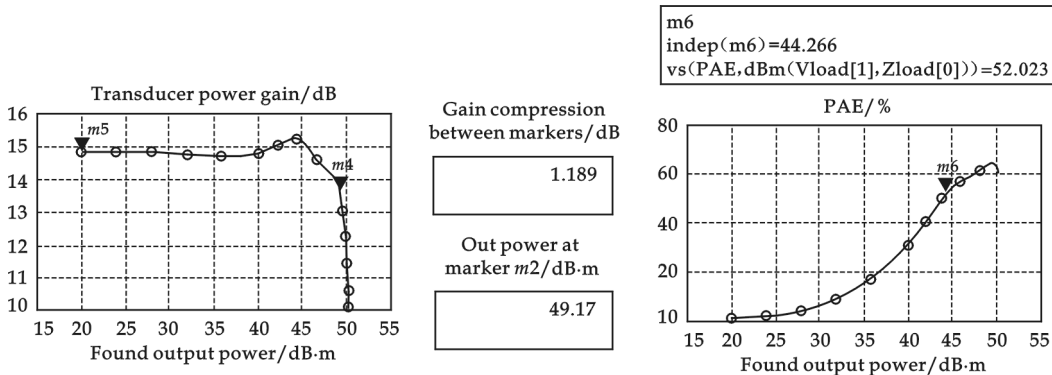 Transducer power gain/dB
16
15
14
13
12
11
10
m5
m4
15 20 25 30 35 40 45 50 55
Found output power/dB·m
Gain compression
between markers/dB
1.189
Out power at
marker m2/dB·m
49.17
m6
indep(m6)=44.266
vs(PAE,dBm(Vload[1],Zload[0]))=52.023
PAE/%
80
60
40
20
10
m6
15 20 25 30 35 40 45 50 55
Found output power/dB·m